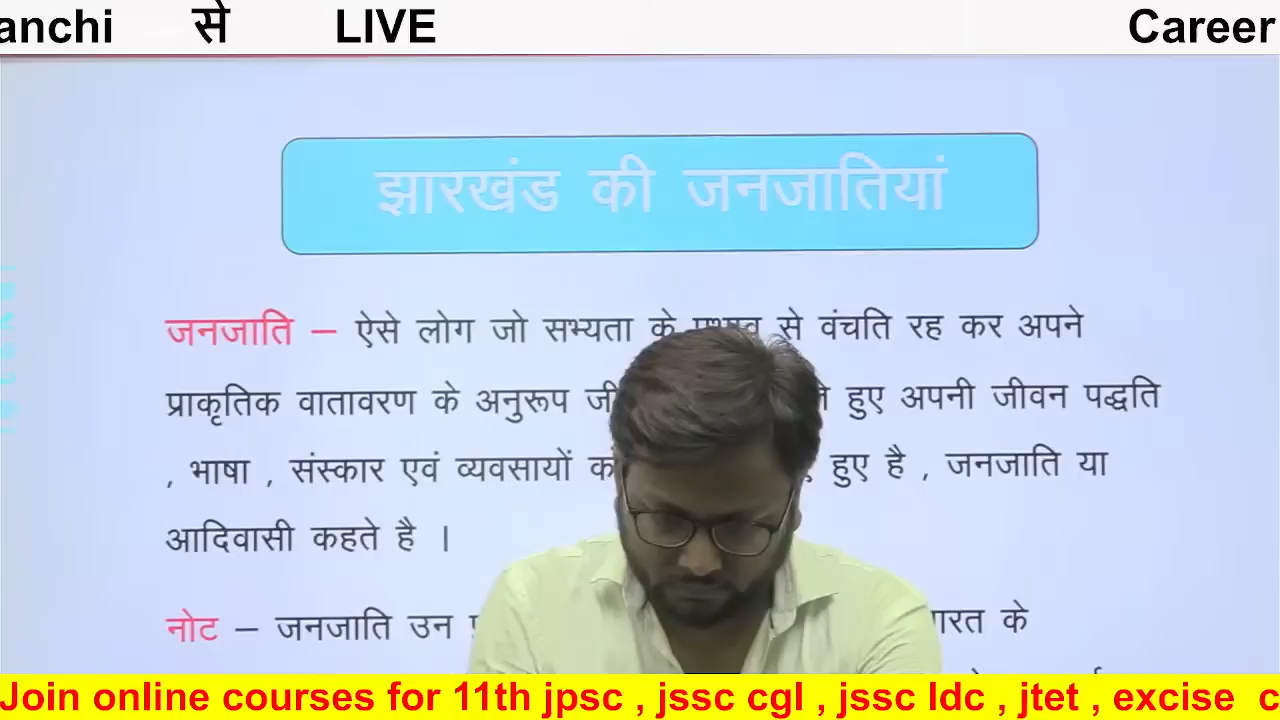 anchi से LIVE Career
झारखंड की जनजातियां
जनजाति – ऐसे लोग जो सभ्यता के से वंचति रह कर अपने
प्राकृतिक वातावरण के अनुरूप हुए अपनी जीवन पद्धति
, भाषा , संस्कार एवं व्यवसायों हुए है , जनजाति या
आदिवासी कहते है ।
नोट – जनजाति उन के
Join online courses for 11th jpsc , jssc cgl , jssc ldc , jtet , excise c